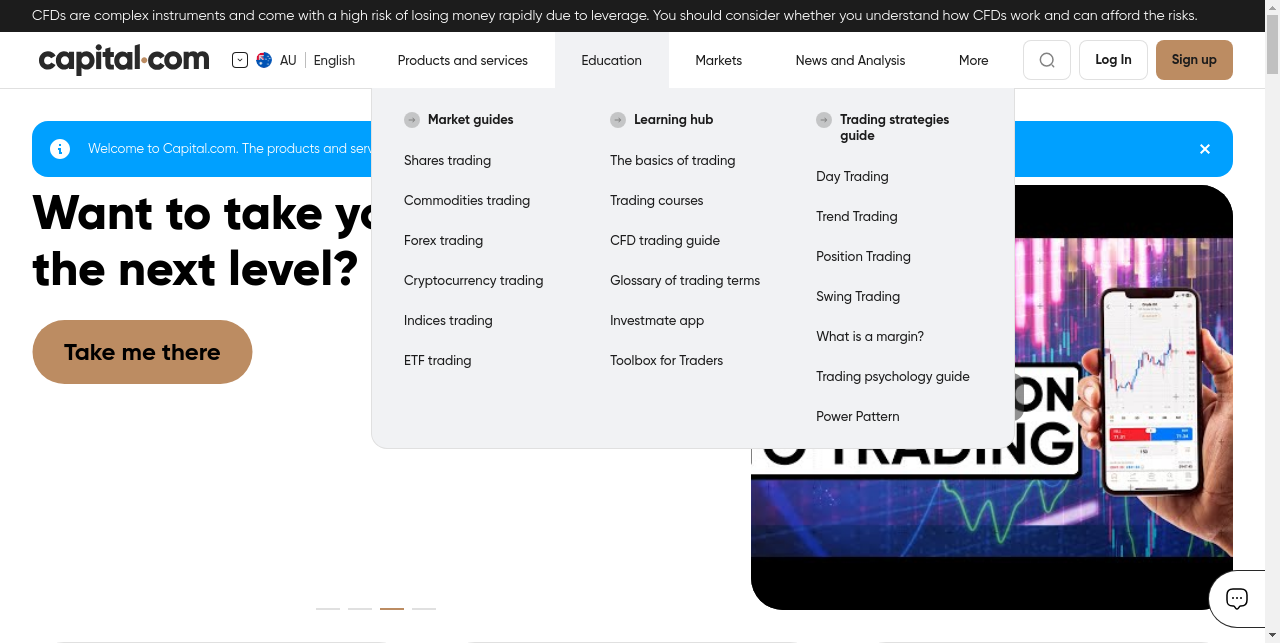 CFDs are complex instruments and come with a high risk of losing money rapidly due to leverage. You should consider whether you understand how CFDs work and can afford the risks.
capital.com
AU English
Products and services
Education
Markets
News and Analysis
More
Log In
Sign up
Welcome to Capital.com. The products and serv
Want to take yo
the next level?
Take me there
Market guides
Shares trading
Commodities trading
Forex trading
Cryptocurrency trading
Indices trading
ETF trading
Learning hub
The basics of trading
Trading courses
CFD trading guide
Glossary of trading terms
Investmate app
Toolbox for Traders
Trading strategies
guide
Day Trading
Trend Trading
Position Trading
Swing Trading
What is a margin?
Trading psychology guide
Power Pattern
ON
TRADING